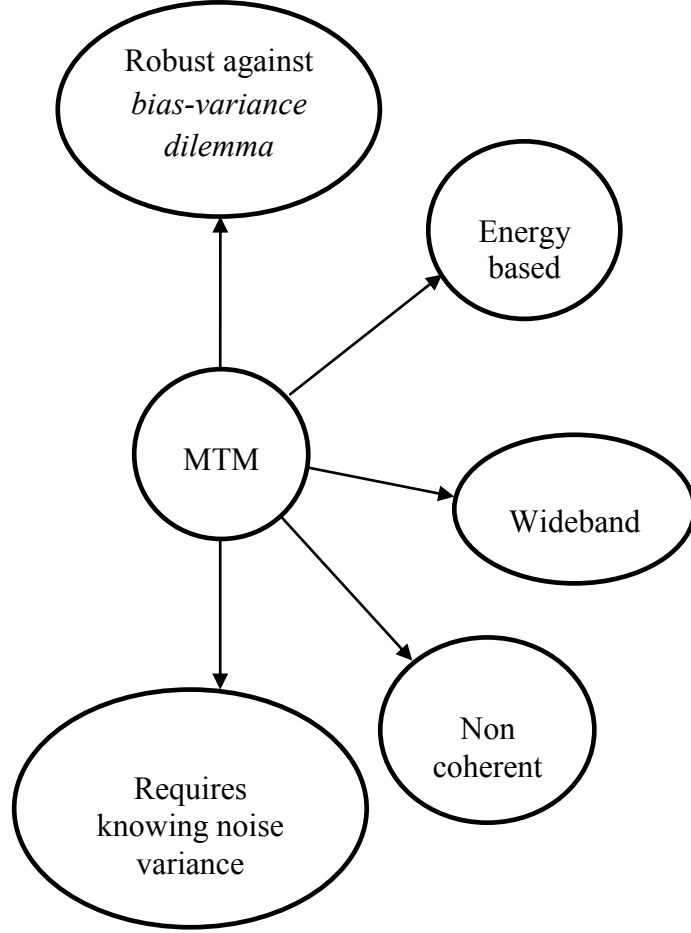 Robust against
bias-variance
dilemma
Energy
based
MTM
Wideband
Non
coherent
Requires
knowing noise
variance